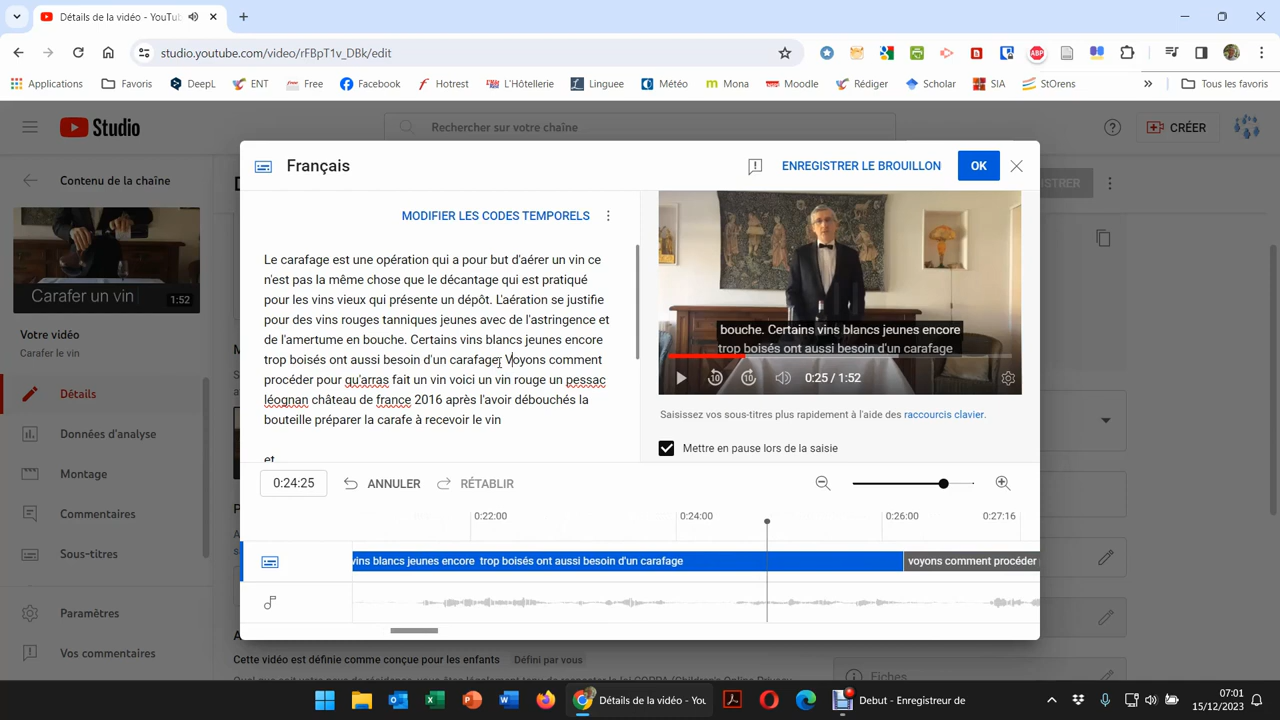 Détails de la vidéo - YouTu
studio.youtube.com/video/rFBpT1v_DBk/edit
Applications
Favoris
DeepL
ENT
Free
Facebook
Hotrest
L'Hôtellerie
Linguee
Météo
Mona
Moodle
Rédiger
Scholar
SIA
StOrens
»
Tous les favoris
Studio
Rechercher sur votre chaîne
CRÉER
Contenu de la chaîne
Carafer un vin
1:52
Votre vidéo
Carafer le vin
Détails
Données d'analyse
Montage
Commentaires
Sous-titres
Paramètres
Vos commentaires
Français
ENREGISTRER LE BROUILLON
OK
STRER
MODIFIER LES CODES TEMPORELS
Le carafage est une opération qui a pour but d'aérer un vin ce
n'est pas la même chose que le décantage qui est pratiqué
pour les vins vieux qui présente un dépôt. L'aération se justifie
pour des vins rouges tanniques jeunes avec de l'astringence et
de l'amertume en bouche. Certains vins blancs jeunes encore
trop boisés ont aussi besoin d'un carafage, Voyons comment
procéder pour qu'arras fait un vin voici un vin rouge un pessac
léognan château de france 2016 après l'avoir débouchés la
bouteille préparer la carafe à recevoir le vin
et
bouche. Certains vins blancs jeunes encore
trop boisés ont aussi besoin d'un carafage
10
10
0:25 / 1:52
Saisissez vos sous-titres plus rapidement à l'aide des raccourcis clavier.
Mettre en pause lors de la saisie
0:24:25
ANNULER
RÉTABLIR
0:22:00
0:24:00
0:26:00
0:27:16
vins blancs jeunes encore trop boisés ont aussi besoin d'un carafage
voyons comment procéder
Cette vidéo est définie comme conçue pour les enfants
Défini par vous
Fiches
Détails de la vidéo - You
Debut - Enregistreur de
07:01
15/12/2023